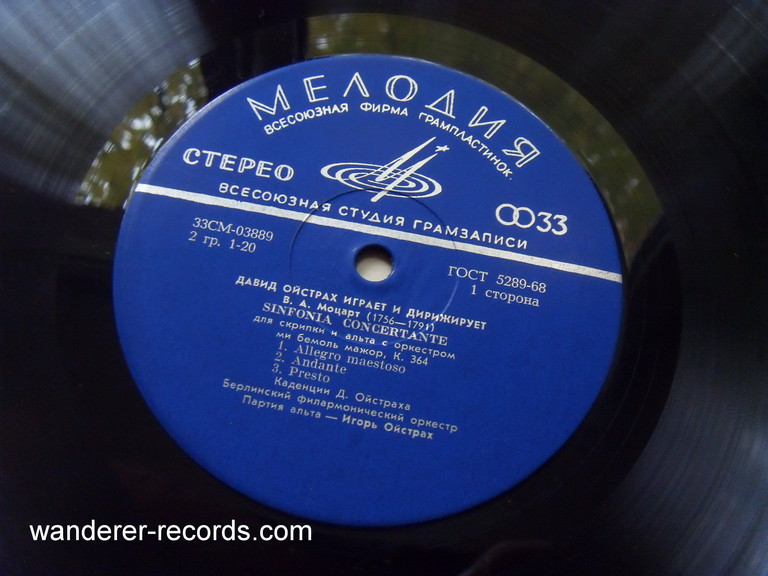 МЕЛОДИЯ
ВСЕСОЮЗНАЯ ФИРМА ГРАМПЛАСТИНОК.
СТЕРЕО
33
ВСЕСОЮЗНАЯ СТУДИЯ ГРАМЗАПИСИ
33СМ-03889
2 гр. 1-20
ГОСТ 5289-68
1 сторона
ДАВИД ОЙСТРАХ ИГРАЕТ И ДИРИЖИРУЕТ
В. А. Моцарт (1756—1791)
SINFONIA CONCERTANTE
для скрипки и альта с оркестром
ми бемоль мажор, К. 364
1. Allegro maestoso
2. Andante
3. Presto
Каденции Д. Ойстраха
Берлинский филармонический оркестр
Партия альта — Игорь Ойстрах
wanderer-records.com